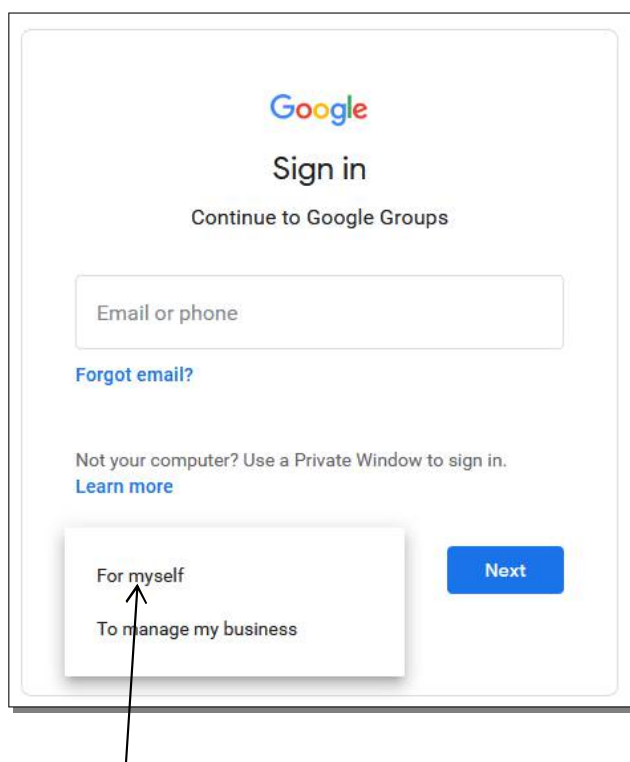 Google
Sign in
Continue to Google Groups
Email or phone
Forgot email?
Not your computer? Use a Private Window to sign in.
Learn more
For myself
Next
To manage my business